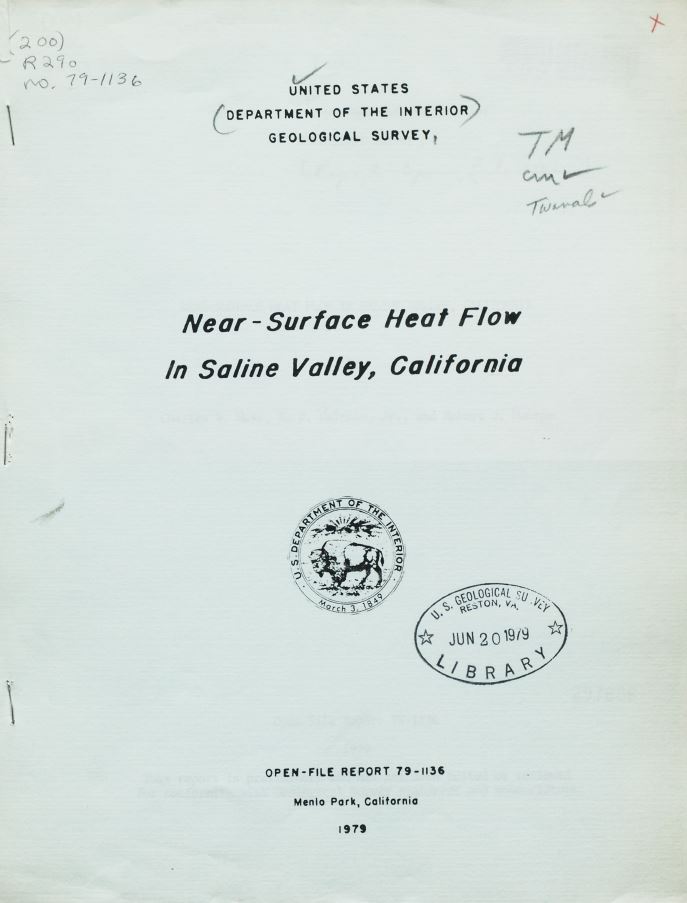 (200)
R290
no. 79-1136
UNITED STATES
(DEPARTMENT OF THE INTERIOR)
GEOLOGICAL SURVEY,
TM
Near-Surface Heat Flow
In Saline Valley, California
U.S. DEPARTMENT OF THE INTERIOR
March 3, 1849
U. S. GEOLOGICAL SU VEY
RESTON, VA.
JUN 20 1979
LIBRARY
OPEN-FILE REPORT 79-1136
Menlo Park, California
1979